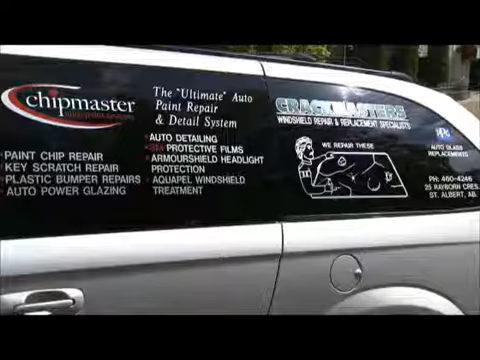 chipmaster
The "Ultimate" Auto
Paint Repair
& Detail System
PAINT CHIP REPAIR
KEY SCRATCH REPAIR
PLASTIC BUMPER REPAIRS
AUTO POWER GLAZING
AUTO DETAILING
3M PROTECTIVE FILMS
ARMOURSHIELD HEADLIGHT
PROTECTION
AQUAPEL WINDSHIELD
TREATMENT
CRACKMASTERS
WINDSHIELD REPAIR & REPLACEMENT SPECIALISTS
WE REPAIR THESE
AUTO GLASS
REPLACEMENTS
PH: 460-4246
25 RAYBORN CRES.
ST. ALBERT, AB.